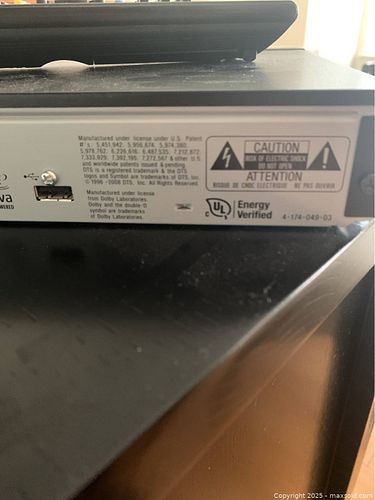 Manufactured under license under U.S. Patent
#'s: 5,451,942; 5,956,674; 5,974,380;
5,978,762; 6,226,616; 6,487,535; 7,212,872;
7,333,929; 7,392,195; 7,272,567 & other U.S.
and worldwide patents issued & pending.
DTS is a registered trademark & the DTS
logos and Symbol are trademarks of DTS, Inc.
© 1996-2008 DTS, Inc. All Rights Reserved.
Manufactured under license
from Dolby Laboratories.
Dolby and the double-D
symbol are trademarks
of Dolby Laboratories.
CAUTION
RISK OF ELECTRIC SHOCK
DO NOT OPEN
ATTENTION
RISQUE DE CHOC ELECTRIQUE NE PAS OUVRIR
C UL Energy
Verified
4-174-049-03
Copyright 2025 - maxsold.com